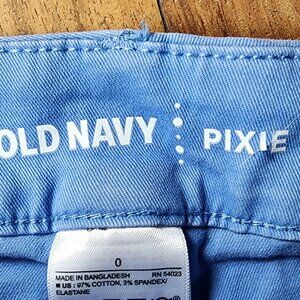 OLD NAVY PIXIE
0
MADE IN BANGLADESH RN 54023
US: 97% COTTON, 3% SPANDEX/
ELASTANE